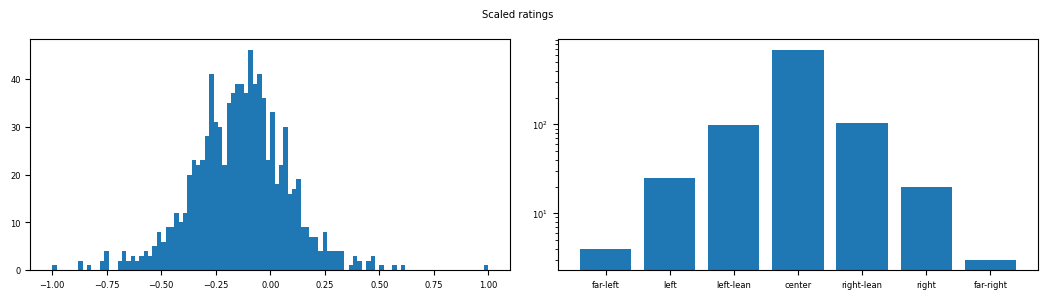 Scaled ratings
40
30
20
10
0
−1.00 −0.75 −0.50 −0.25 0.00 0.25 0.50 0.75 1.00
10²
10¹
far-left left left-lean center right-lean right far-right